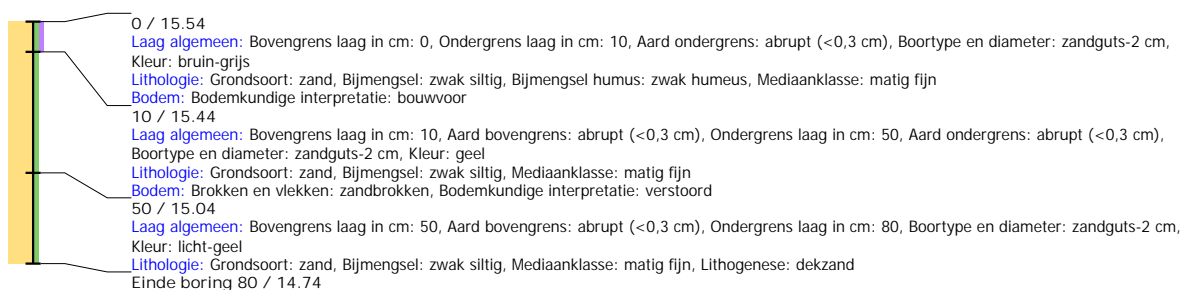 0 / 15.54
Laag algemeen: Bovengrens laag in cm: 0, Ondergrens laag in cm: 10, Aard ondergrens: abrupt (<0,3 cm), Boortype en diameter: zandguts-2 cm,
Kleur: bruin-grijs
Lithologie: Grondsoort: zand, Bijmengsel: zwak siltig, Bijmengsel humus: zwak humeus, Mediaanklasse: matig fijn
Bodem: Bodemkundige interpretatie: bouwvoor
10 / 15.44
Laag algemeen: Bovengrens laag in cm: 10, Aard bovengrens: abrupt (<0,3 cm), Ondergrens laag in cm: 50, Aard ondergrens: abrupt (<0,3 cm),
Boortype en diameter: zandguts-2 cm, Kleur: geel
Lithologie: Grondsoort: zand, Bijmengsel: zwak siltig, Mediaanklasse: matig fijn
Bodem: Brokken en vlekken: zandbrokken, Bodemkundige interpretatie: verstoord
50 / 15.04
Laag algemeen: Bovengrens laag in cm: 50, Aard bovengrens: abrupt (<0,3 cm), Ondergrens laag in cm: 80, Boortype en diameter: zandguts-2 cm,
Kleur: licht-geel
Lithologie: Grondsoort: zand, Bijmengsel: zwak siltig, Mediaanklasse: matig fijn, Lithogenese: dekzand
Einde boring 80 / 14.74